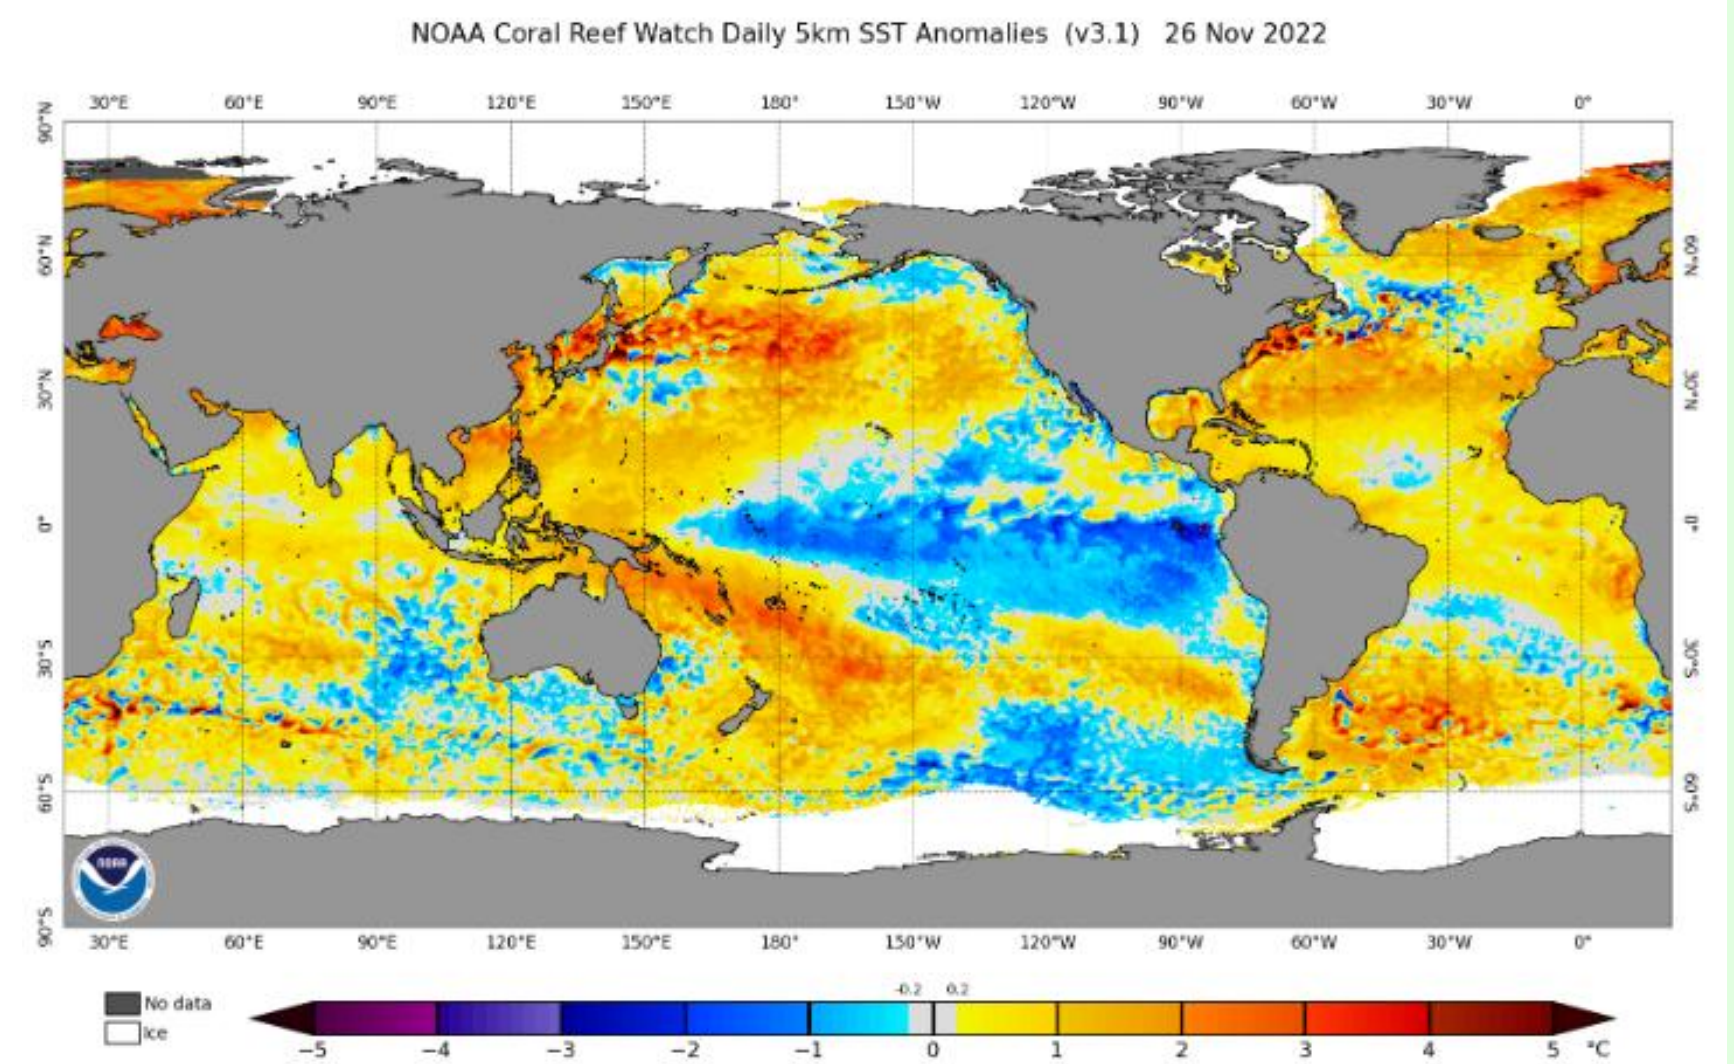 NOAA Coral Reef Watch Daily 5km SST Anomalies (v3.1) 26 Nov 2022
30°E 60°E 90°E 120°E 150°E 180° 150°W 120°W 90°W 60°W 30°W 0°
90°N
60°N 60°N
30°N 30°N
0° 0°
30°S 30°S
60°S 60°S
NOAA
90°S
30°E 60°E 90°E 120°E 150°E 180° 150°W 120°W 90°W 60°W 30°W 0°
-0.2 0.2
No data
Ice
−5 −4 −3 −2 −1 0 1 2 3 4 5 °C